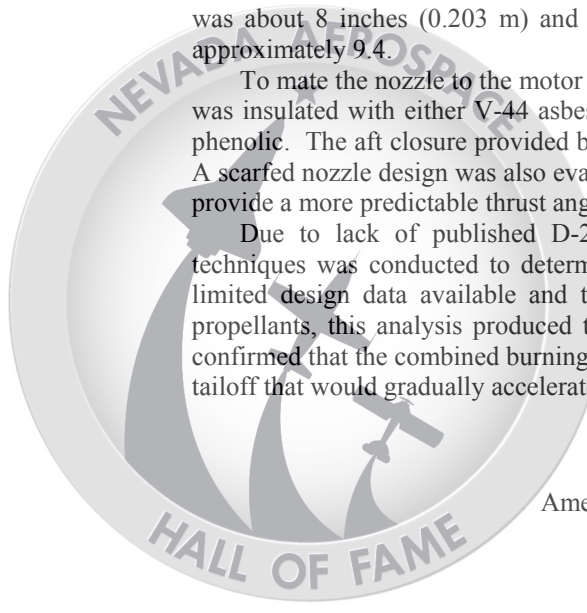 was about 8 inches (0.203 m) and
approximately 9.4.
To mate the nozzle to the motor
was insulated with either V-44 asbes
phenolic. The aft closure provided b
A scarfed nozzle design was also eva
provide a more predictable thrust ang
Due to lack of published D-2
techniques was conducted to determ
limited design data available and t
propellants, this analysis produced t
confirmed that the combined burning
tailoff that would gradually accelerat
Ame
NEVADA AEROSPACE
HALL OF FAME